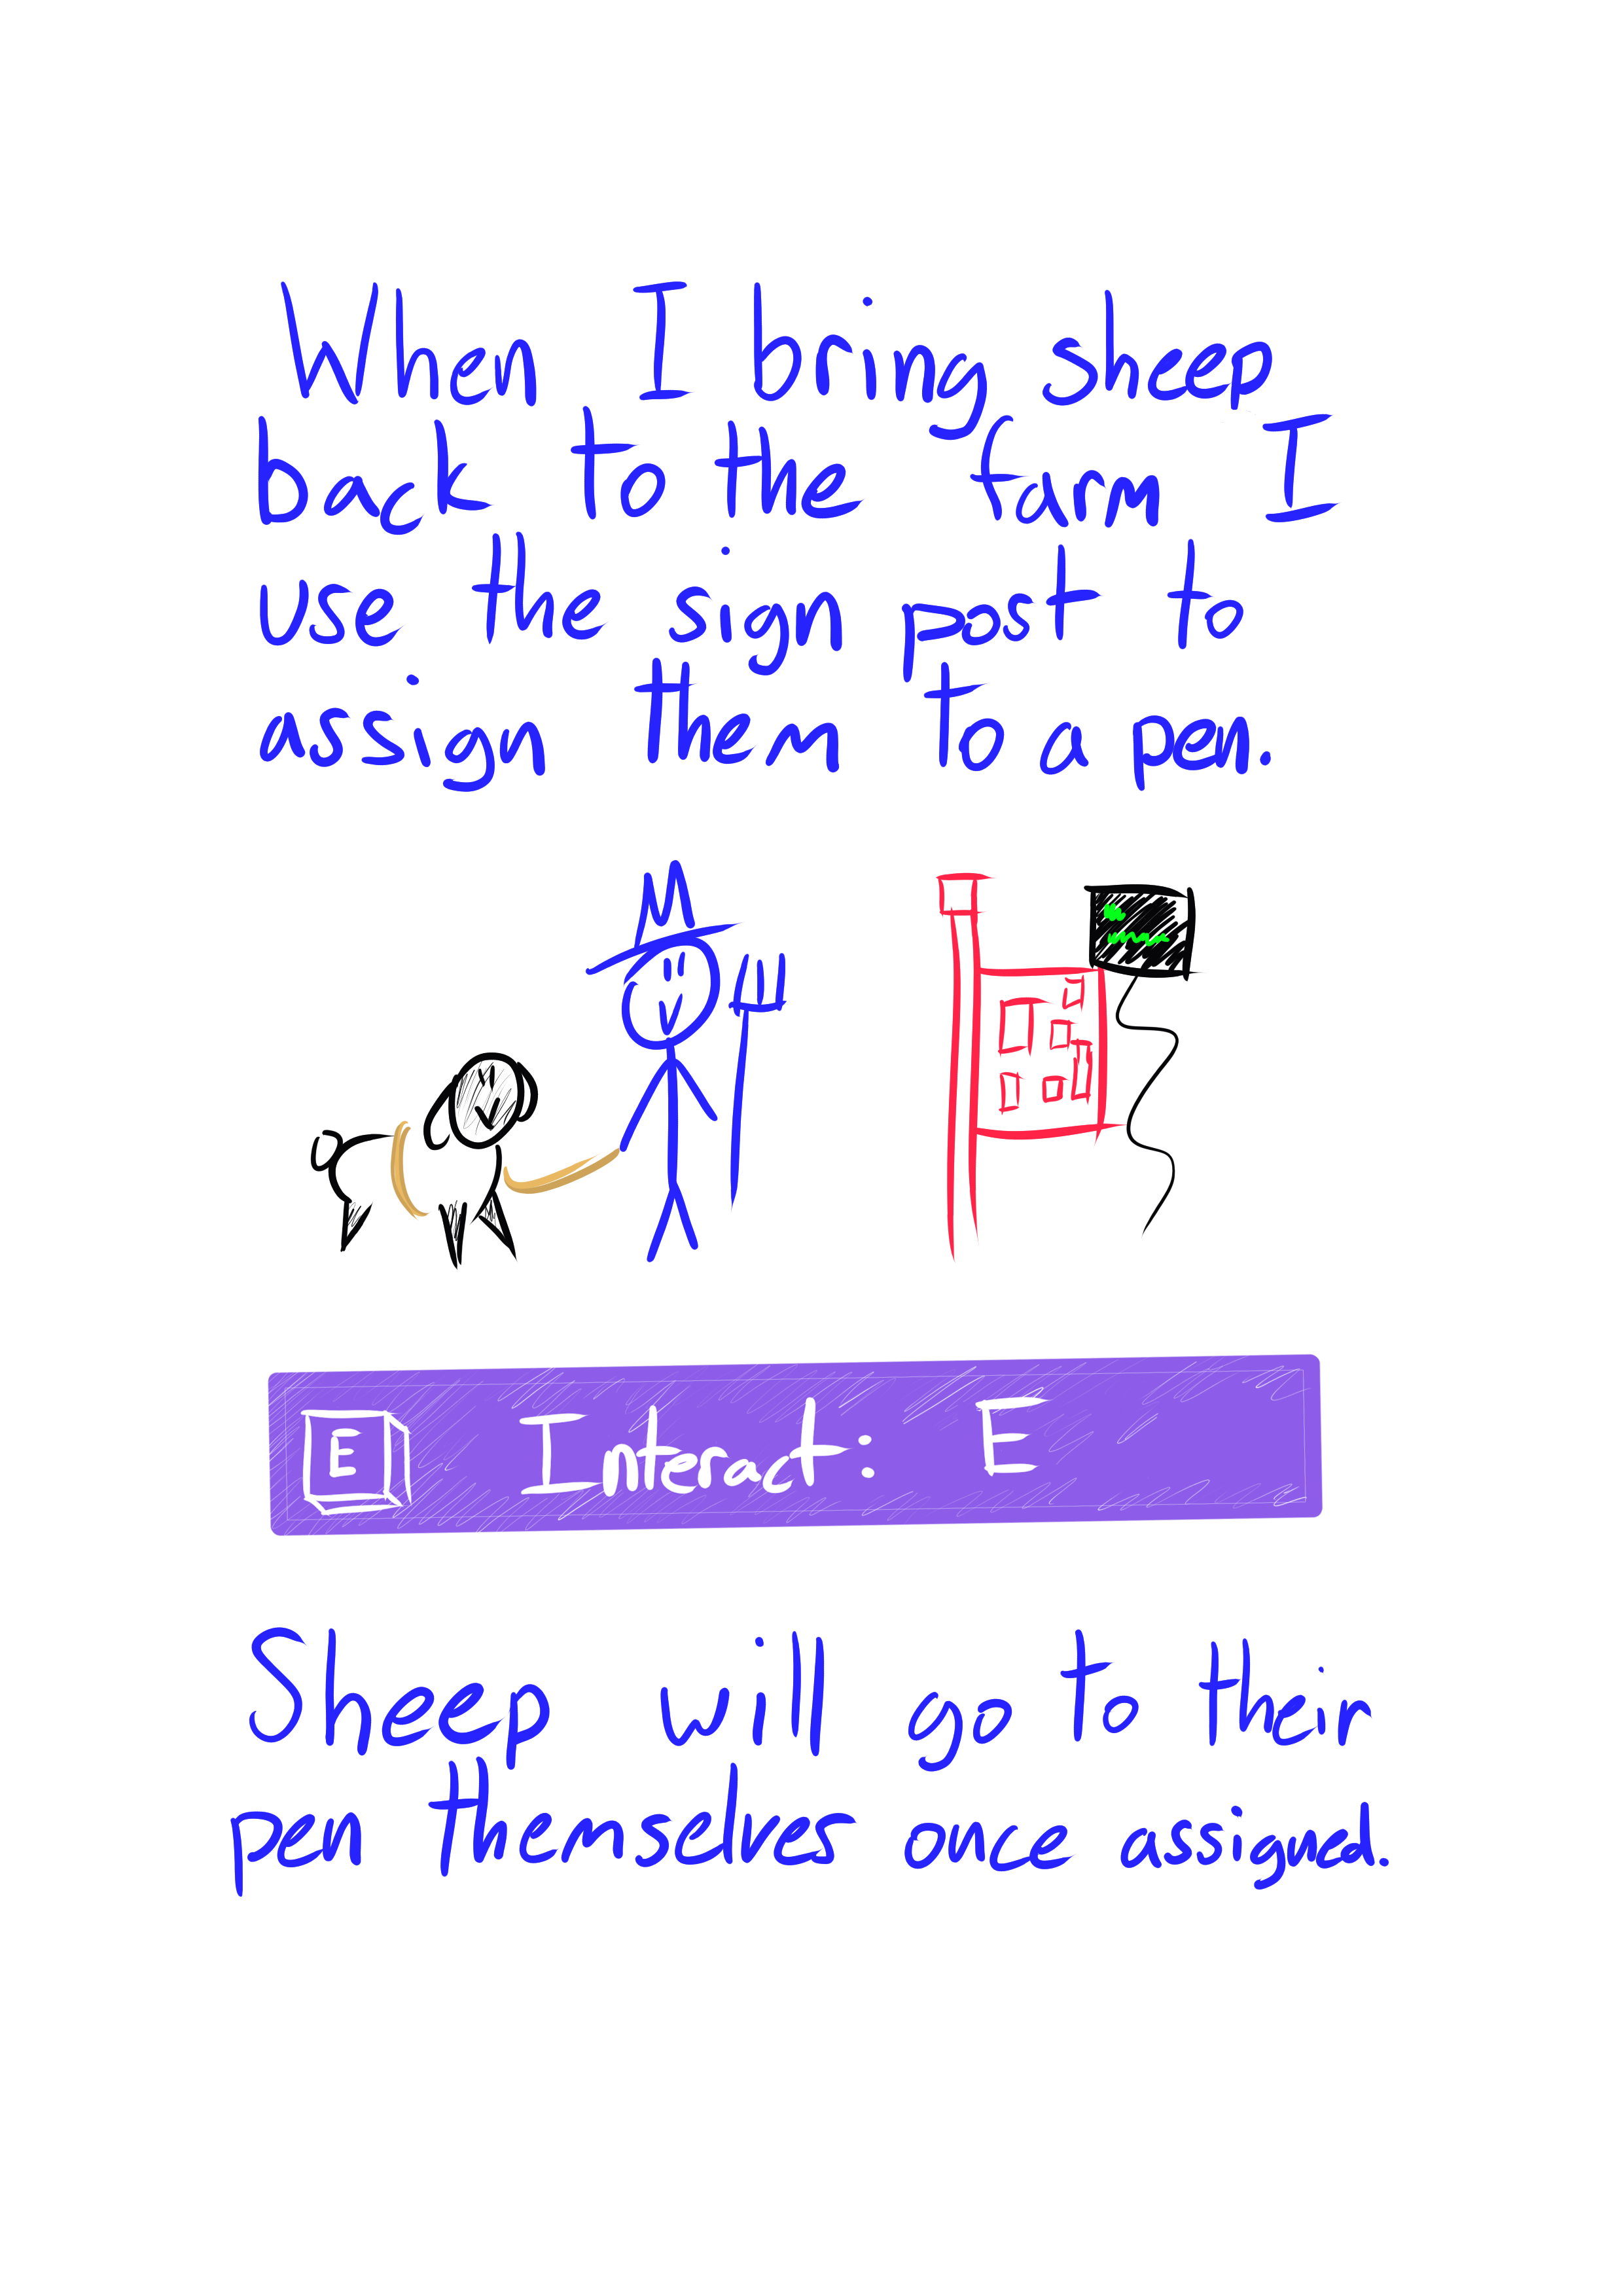 When I bring sheep
back to the farm I
use the sign post to
assign them to a pen.
E Interact: E
Sheep will go to their
pen themselves once assigned.